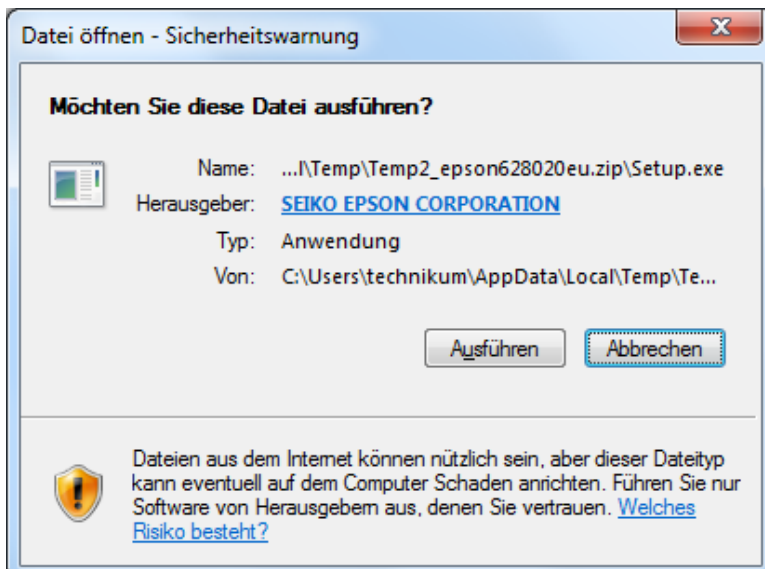 Datei öffnen - Sicherheitswarnung
Möchten Sie diese Datei ausführen?
Name: ...l\Temp\Temp2_epson628020eu.zip\Setup.exe
Herausgeber: SEIKO EPSON CORPORATION
Typ: Anwendung
Von: C:\Users\technikum\AppData\Local\Temp\Te...
Ausführen Abbrechen
Dateien aus dem Internet können nützlich sein, aber dieser Dateityp
kann eventuell auf dem Computer Schaden anrichten. Führen Sie nur
Software von Herausgebern aus, denen Sie vertrauen. Welches
Risiko besteht?